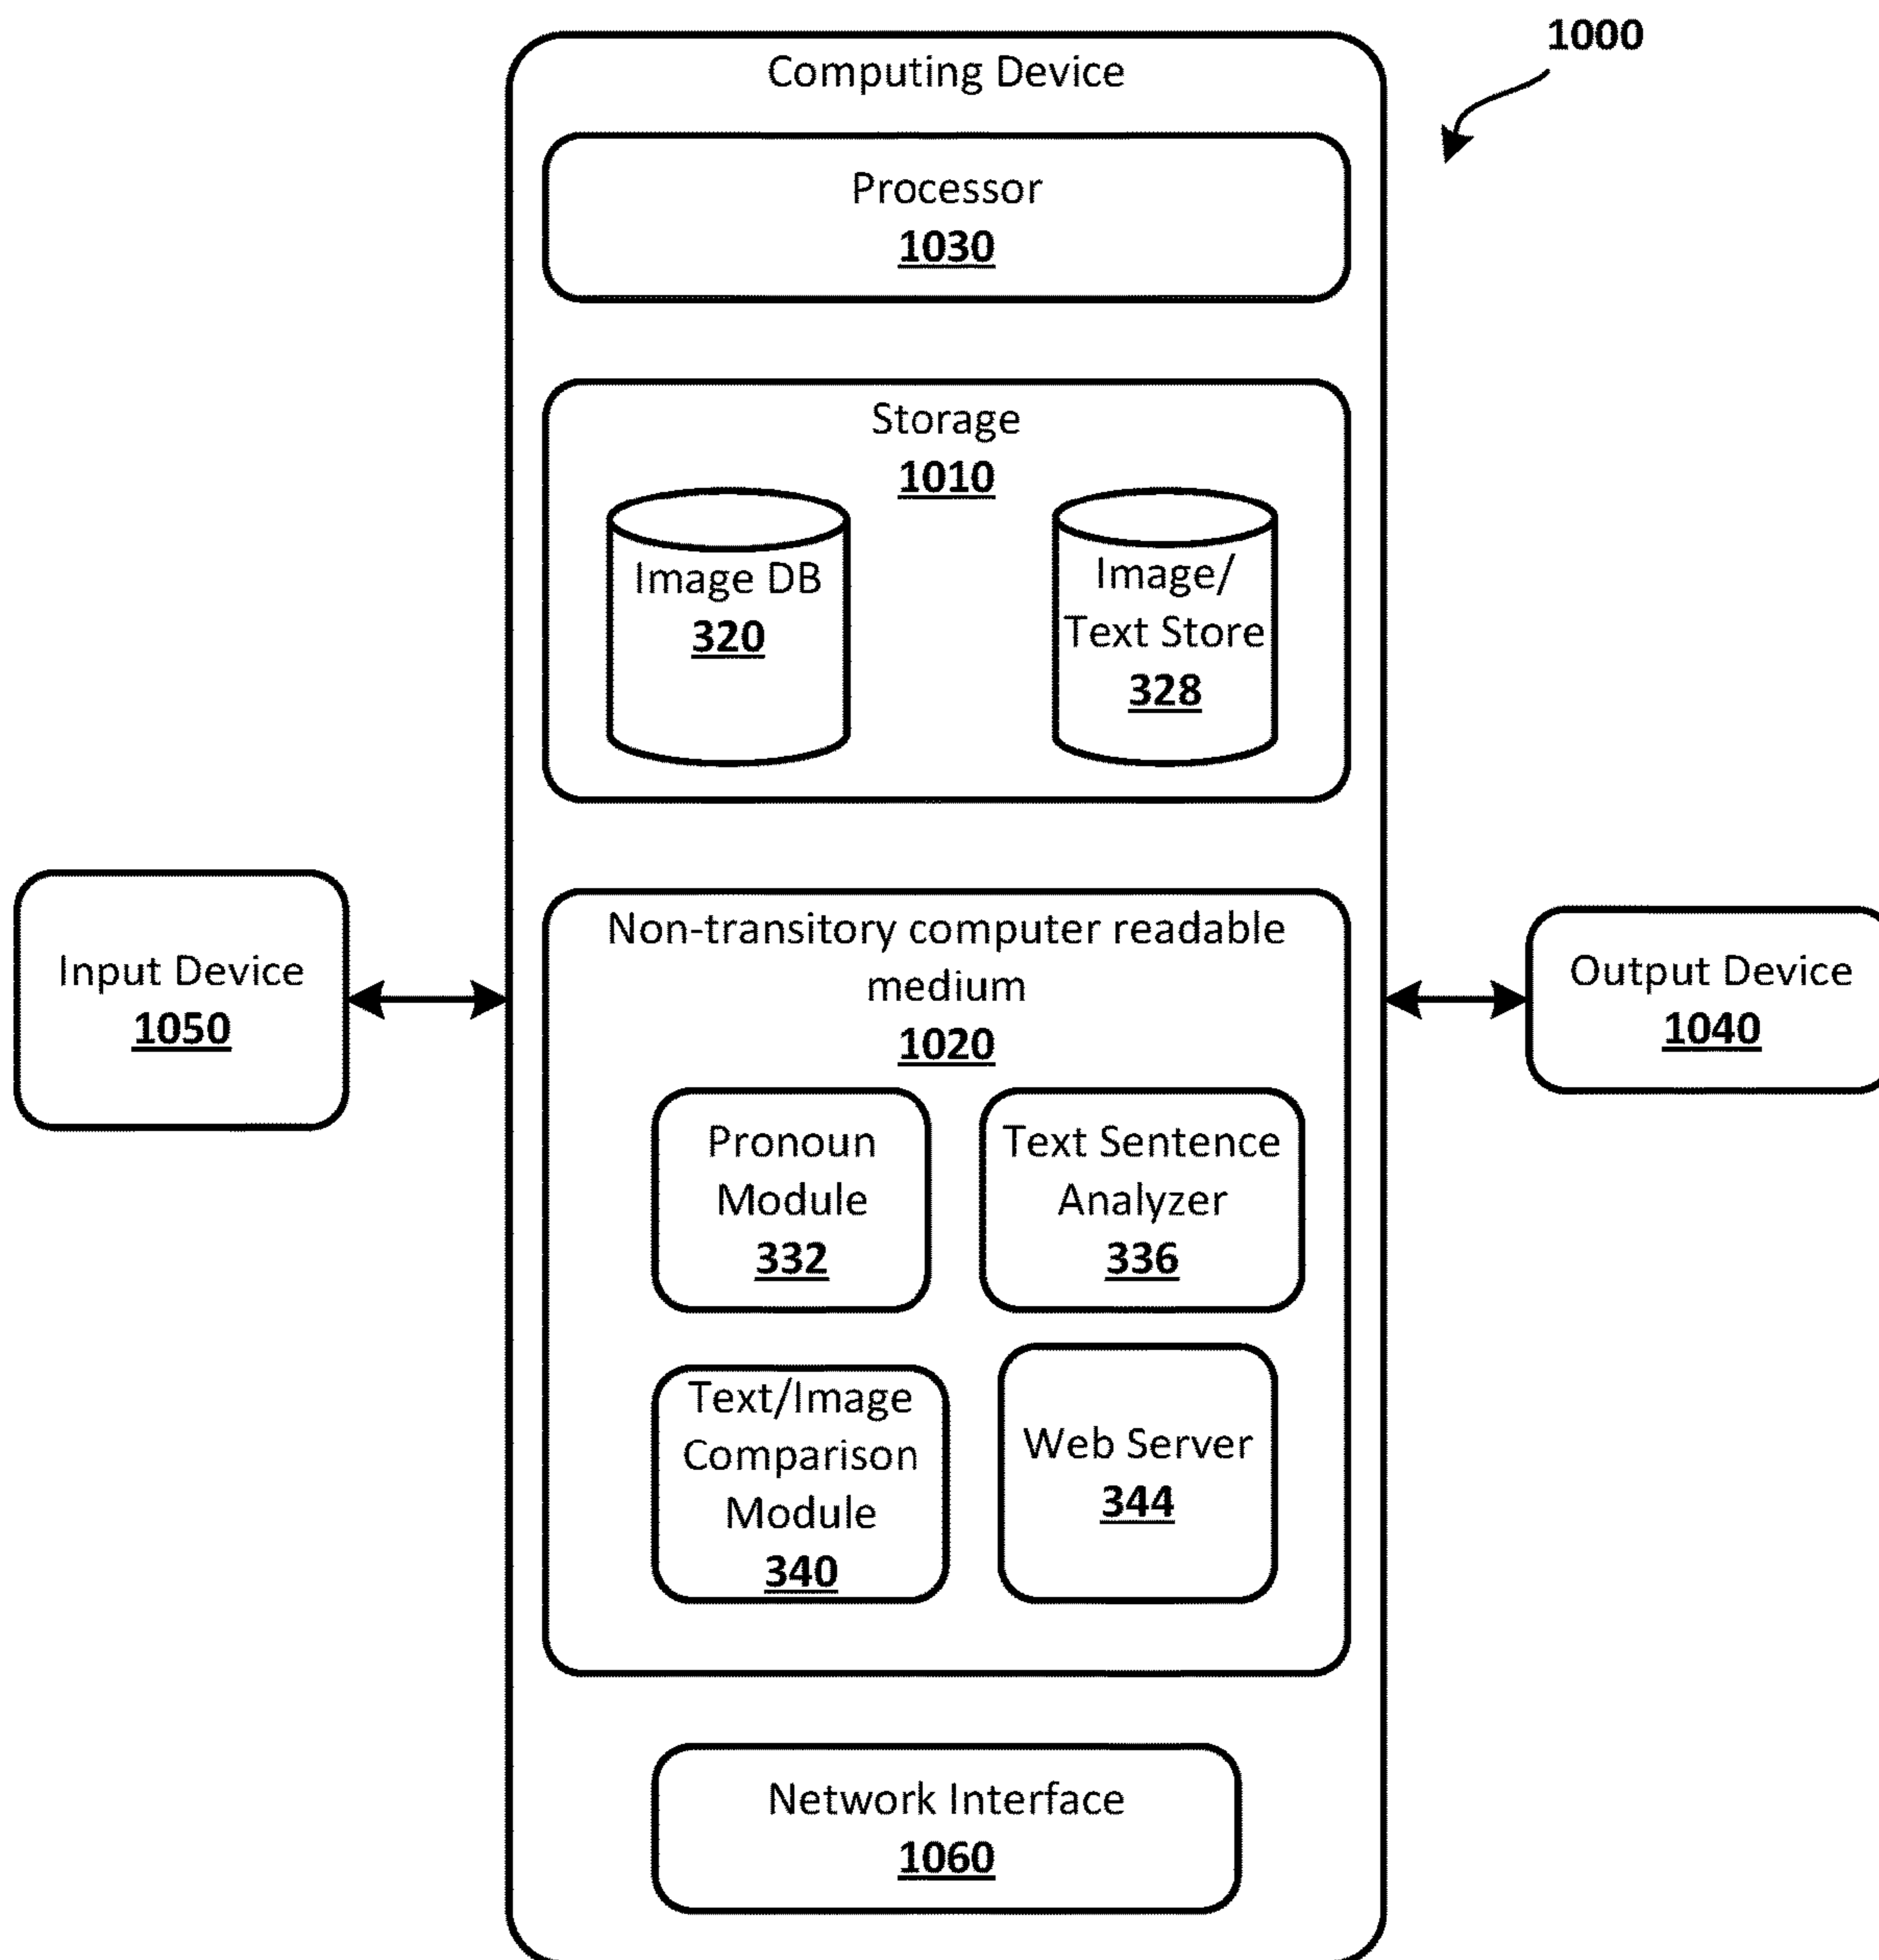 1000
Computing Device
Processor
1030
Storage
1010
Image DB
320
Image/
Text Store
328
Input Device
1050
Non-transitory computer readable
medium
1020
Output Device
1040
Pronoun
Module
332
Text Sentence
Analyzer
336
Text/Image
Comparison
Module
340
Web Server
344
Network Interface
1060